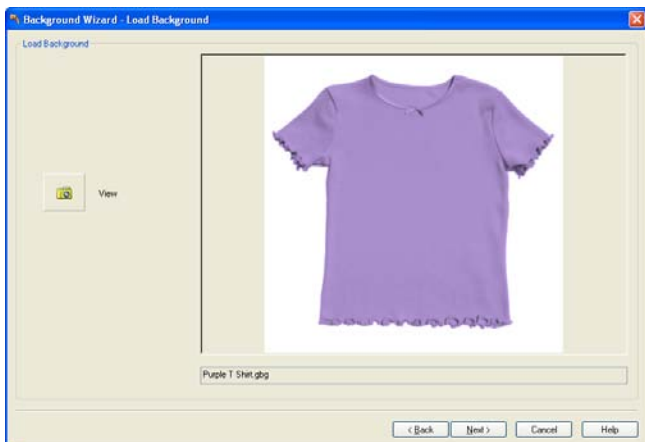 Background Wizard - Load Background
Load Background
View
Purple T Shirt.gbg
< Back
Next >
Cancel
Help